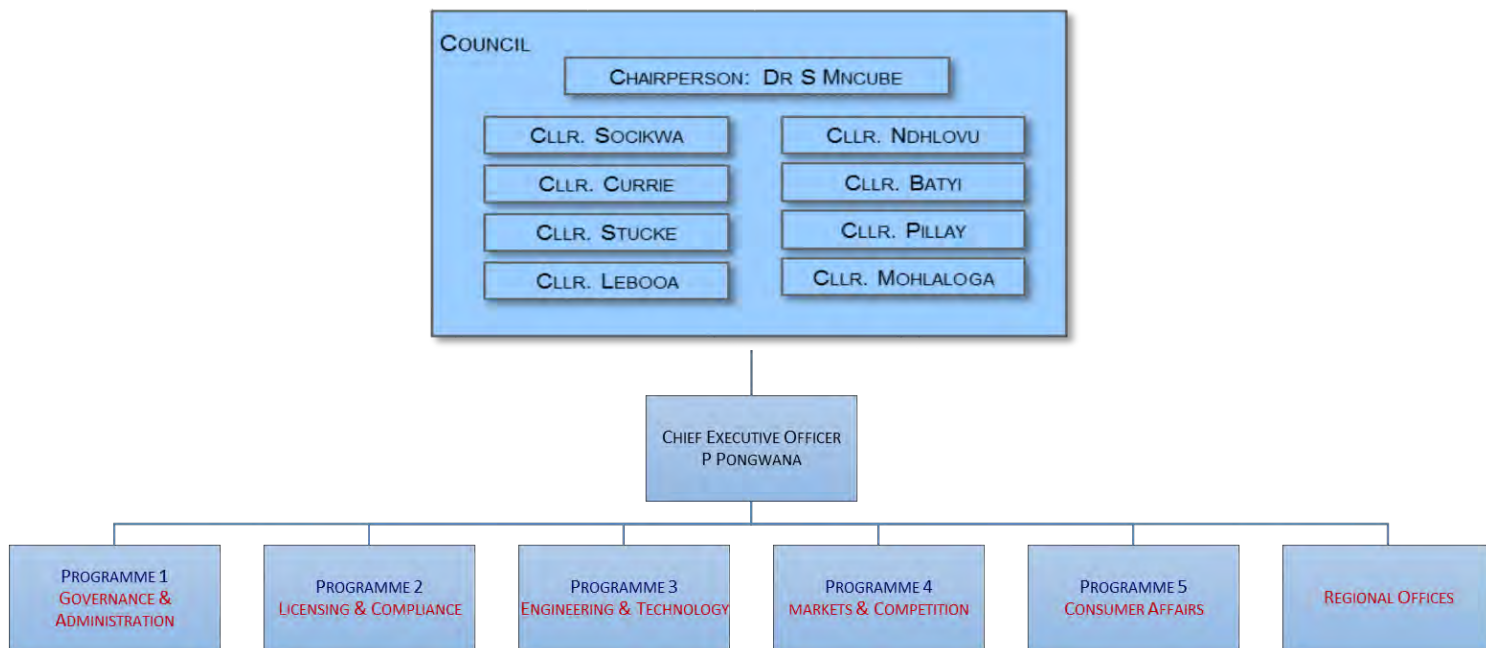 COUNCIL
CHAIRPERSON: DR S MNCUBE
CLLR. SOCIKWA
CLLR. NDHLOVU
CLLR. CURRIE
CLLR. BATYI
CLLR. STUCKE
CLLR. PILLAY
CLLR. LEBOOA
CLLR. MOHLALOGA
CHIEF EXECUTIVE OFFICER
P PONGWANA
PROGRAMME 1
GOVERNANCE &
ADMINISTRATION
PROGRAMME 2
LICENSING & COMPLIANCE
PROGRAMME 3
ENGINEERING & TECHNOLOGY
PROGRAMME 4
MARKETS & COMPETITION
PROGRAMME 5
CONSUMER AFFAIRS
REGIONAL OFFICES